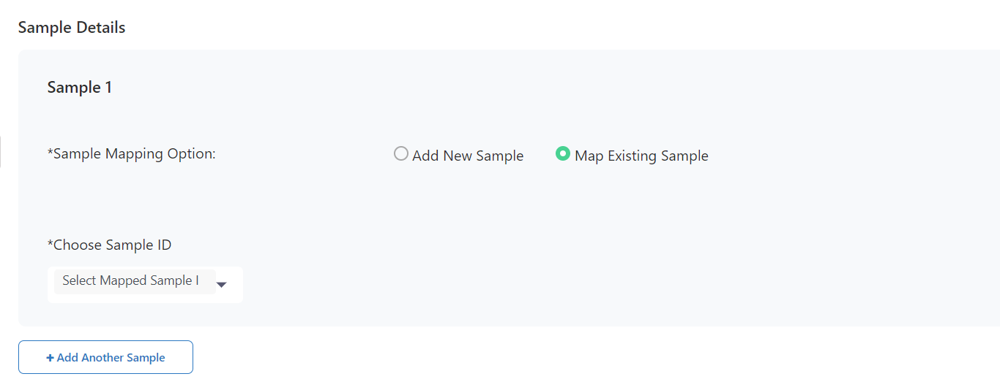 Sample Details
Sample 1
*Sample Mapping Option:
Add New Sample
Map Existing Sample
*Choose Sample ID
Select Mapped Sample I
+ Add Another Sample